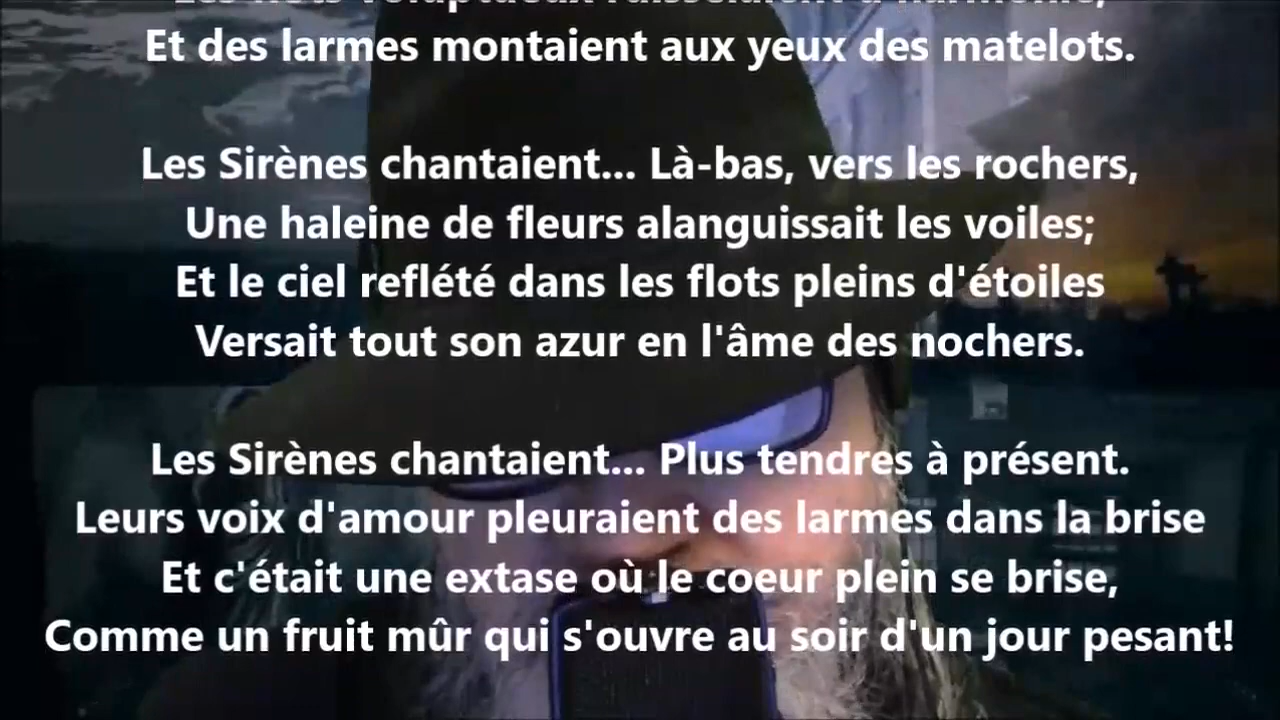 Et des larmes montaient aux yeux des matelots.
Les Sirènes chantaient... Là-bas, vers les rochers,
Une haleine de fleurs alanguissait les voiles;
Et le ciel reflété dans les flots pleins d'étoiles
Versait tout son azur en l'âme des nochers.
Les Sirènes chantaient... Plus tendres à présent.
Leurs voix d'amour pleuraient des larmes dans la brise
Et c'était une extase où le coeur plein se brise,
Comme un fruit mûr qui s'ouvre au soir d'un jour pesant!